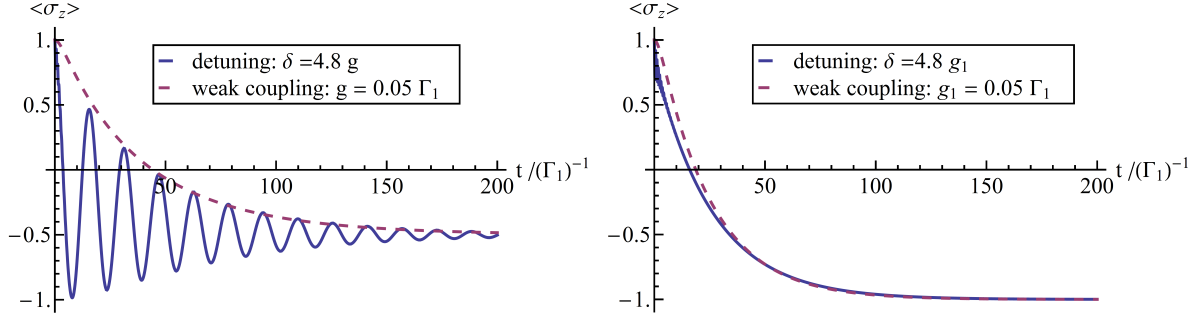 <σz>
1.
0.5
−0.5
−1.
50
100
150
200
t /(Γ1)−1
detuning: δ =4.8 g
weak coupling: g = 0.05 Γ1
<σz>
1.
0.5
−0.5
−1.
50
100
150
200
t /(Γ1)−1
detuning: δ =4.8 g1
weak coupling: g1 = 0.05 Γ1